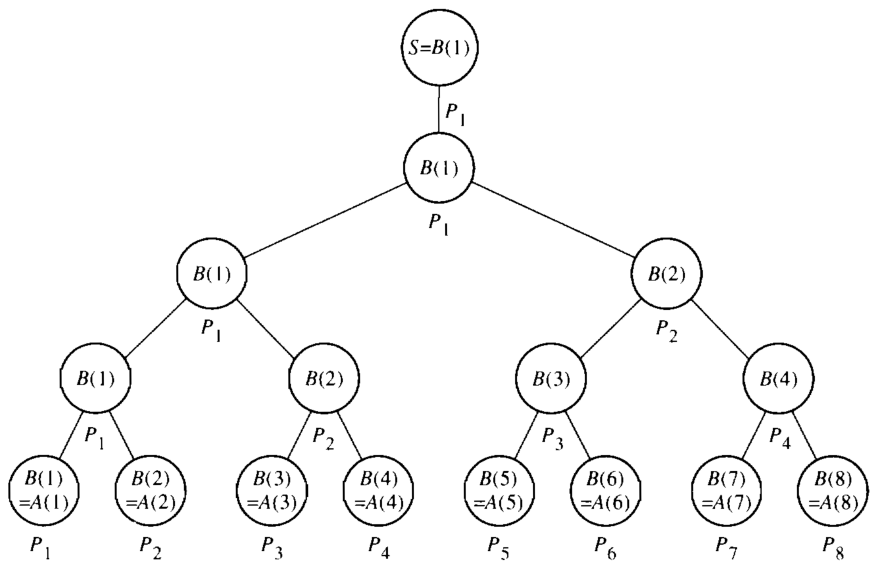 S=B(1)
P1
B(1)
P1
B(1) B(2)
P1 P2
B(1) B(2) B(3) B(4)
P1 P2 P3 P4
B(1) B(2) B(3) B(4) B(5) B(6) B(7) B(8)
=A(1) =A(2) =A(3) =A(4) =A(5) =A(6) =A(7) =A(8)
P1 P2 P3 P4 P5 P6 P7 P8